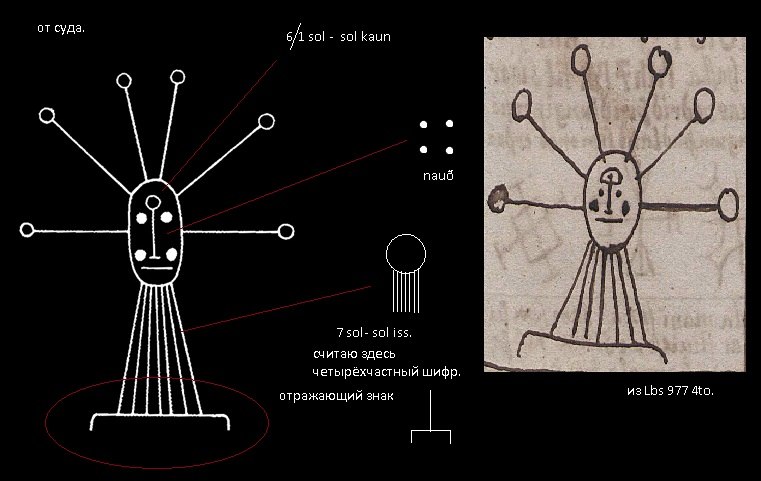 от суда.
6/1 sol - sol kaun
nauð
7 sol- sol iss.
считаю здесь
четырёхчастный шифр.
отражающий знак
из Lbs 977 4to.